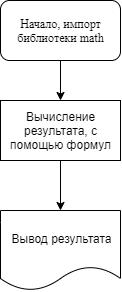 Начало, импорт
библиотеки math
Вычисление
результата, с
помощью формул
Вывод результата